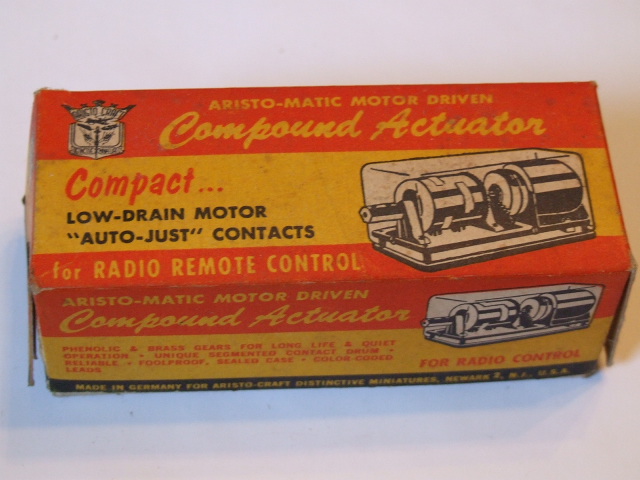 ARISTO-MATIC MOTOR DRIVEN
Compound Actuator
Compact...
LOW-DRAIN MOTOR
"AUTO-JUST" CONTACTS
for RADIO REMOTE CONTROL
ARISTO-MATIC MOTOR DRIVEN
Compound Actuator
PHENOLIC & BRASS GEARS FOR LONG LIFE & QUIET
OPERATION • UNIQUE SEGMENTED CONTACT DRUM •
RELIABLE • FOOLPROOF, SEALED CASE • COLOR-CODED
LEADS
FOR RADIO CONTROL
MADE IN GERMANY FOR ARISTO-CRAFT DISTINCTIVE MINIATURES, NEWARK 5, N.J., U.S.A.